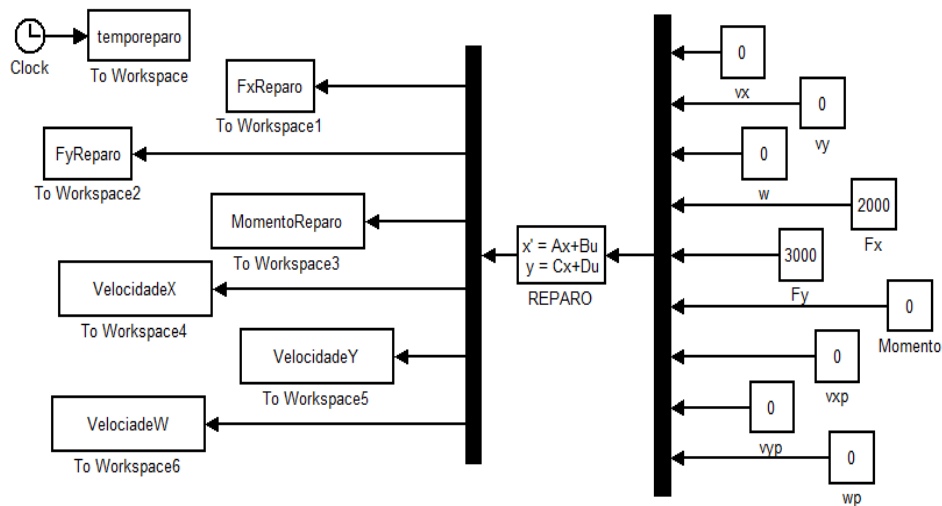 temporeparo
Clock
To Workspace
FxReparo
To Workspace1
FyReparo
To Workspace2
MomentoReparo
To Workspace3
VelocidadeX
To Workspace4
VelocidadeY
To Workspace5
VelociadeW
To Workspace6
x' = Ax+Bu
y = Cx+Du
REPARO
0
vx
0
vy
0
w
2000
Fx
3000
Fy
0
Momento
0
vxp
0
vyp
0
wp